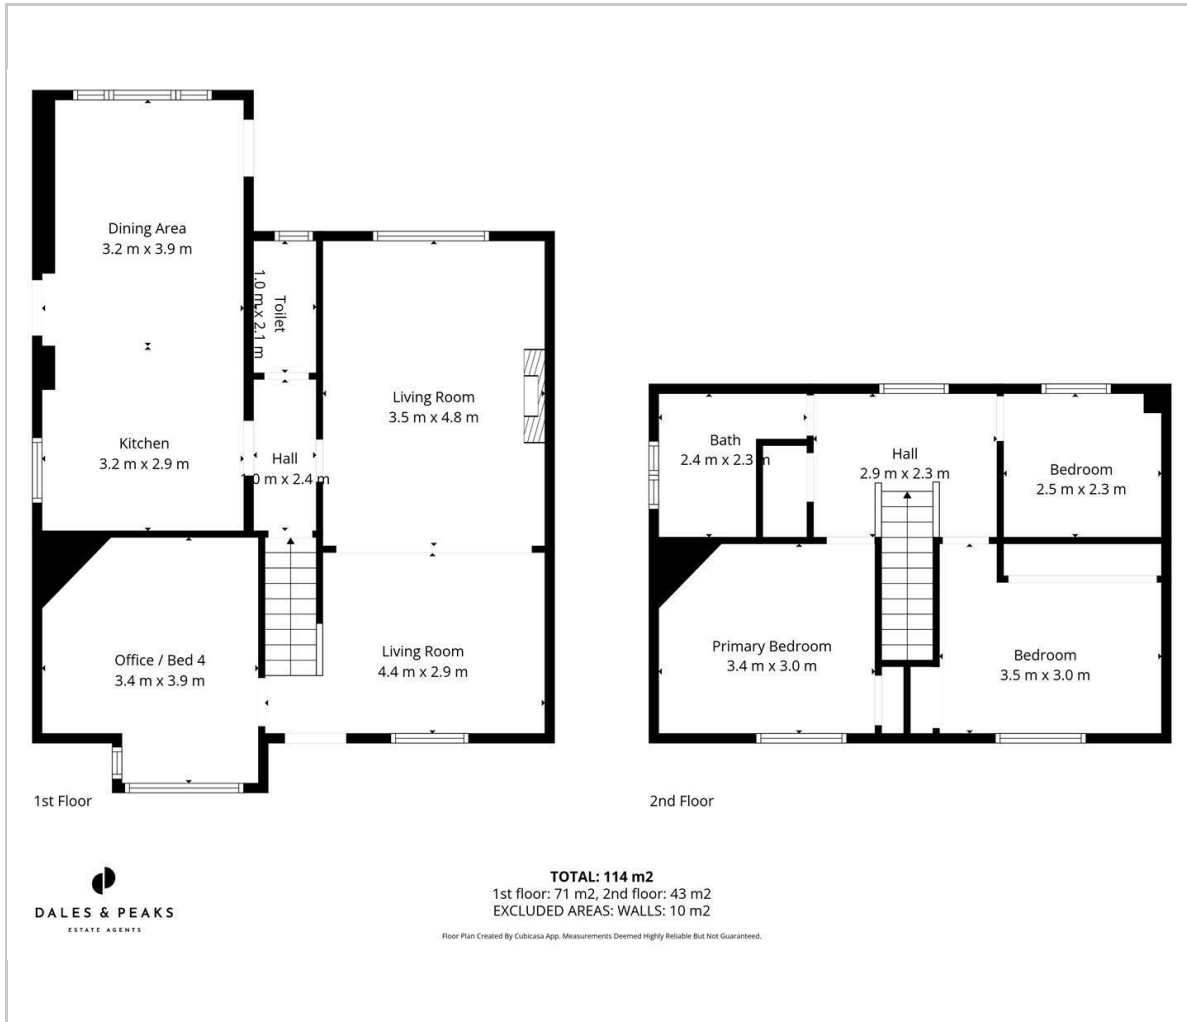 Dining Area
3.2 m x 3.9 m
Toilet
1.0 m x 2.1 m
Living Room
3.5 m x 4.8 m
Kitchen
3.2 m x 2.9 m
Hall
1.0 m x 2.4 m
Office / Bed 4
3.4 m x 3.9 m
Living Room
4.4 m x 2.9 m
1st Floor
Bath
2.4 m x 2.3 m
Hall
2.9 m x 2.3 m
Bedroom
2.5 m x 2.3 m
Primary Bedroom
3.4 m x 3.0 m
Bedroom
3.5 m x 3.0 m
2nd Floor
DALES & PEAKS
ESTATE AGENTS
TOTAL: 114 m2
1st floor: 71 m2, 2nd floor: 43 m2
EXCLUDED AREAS: WALLS: 10 m2
Floor Plan Created By Cubicasa App. Measurements Deemed Highly Reliable But Not Guaranteed.